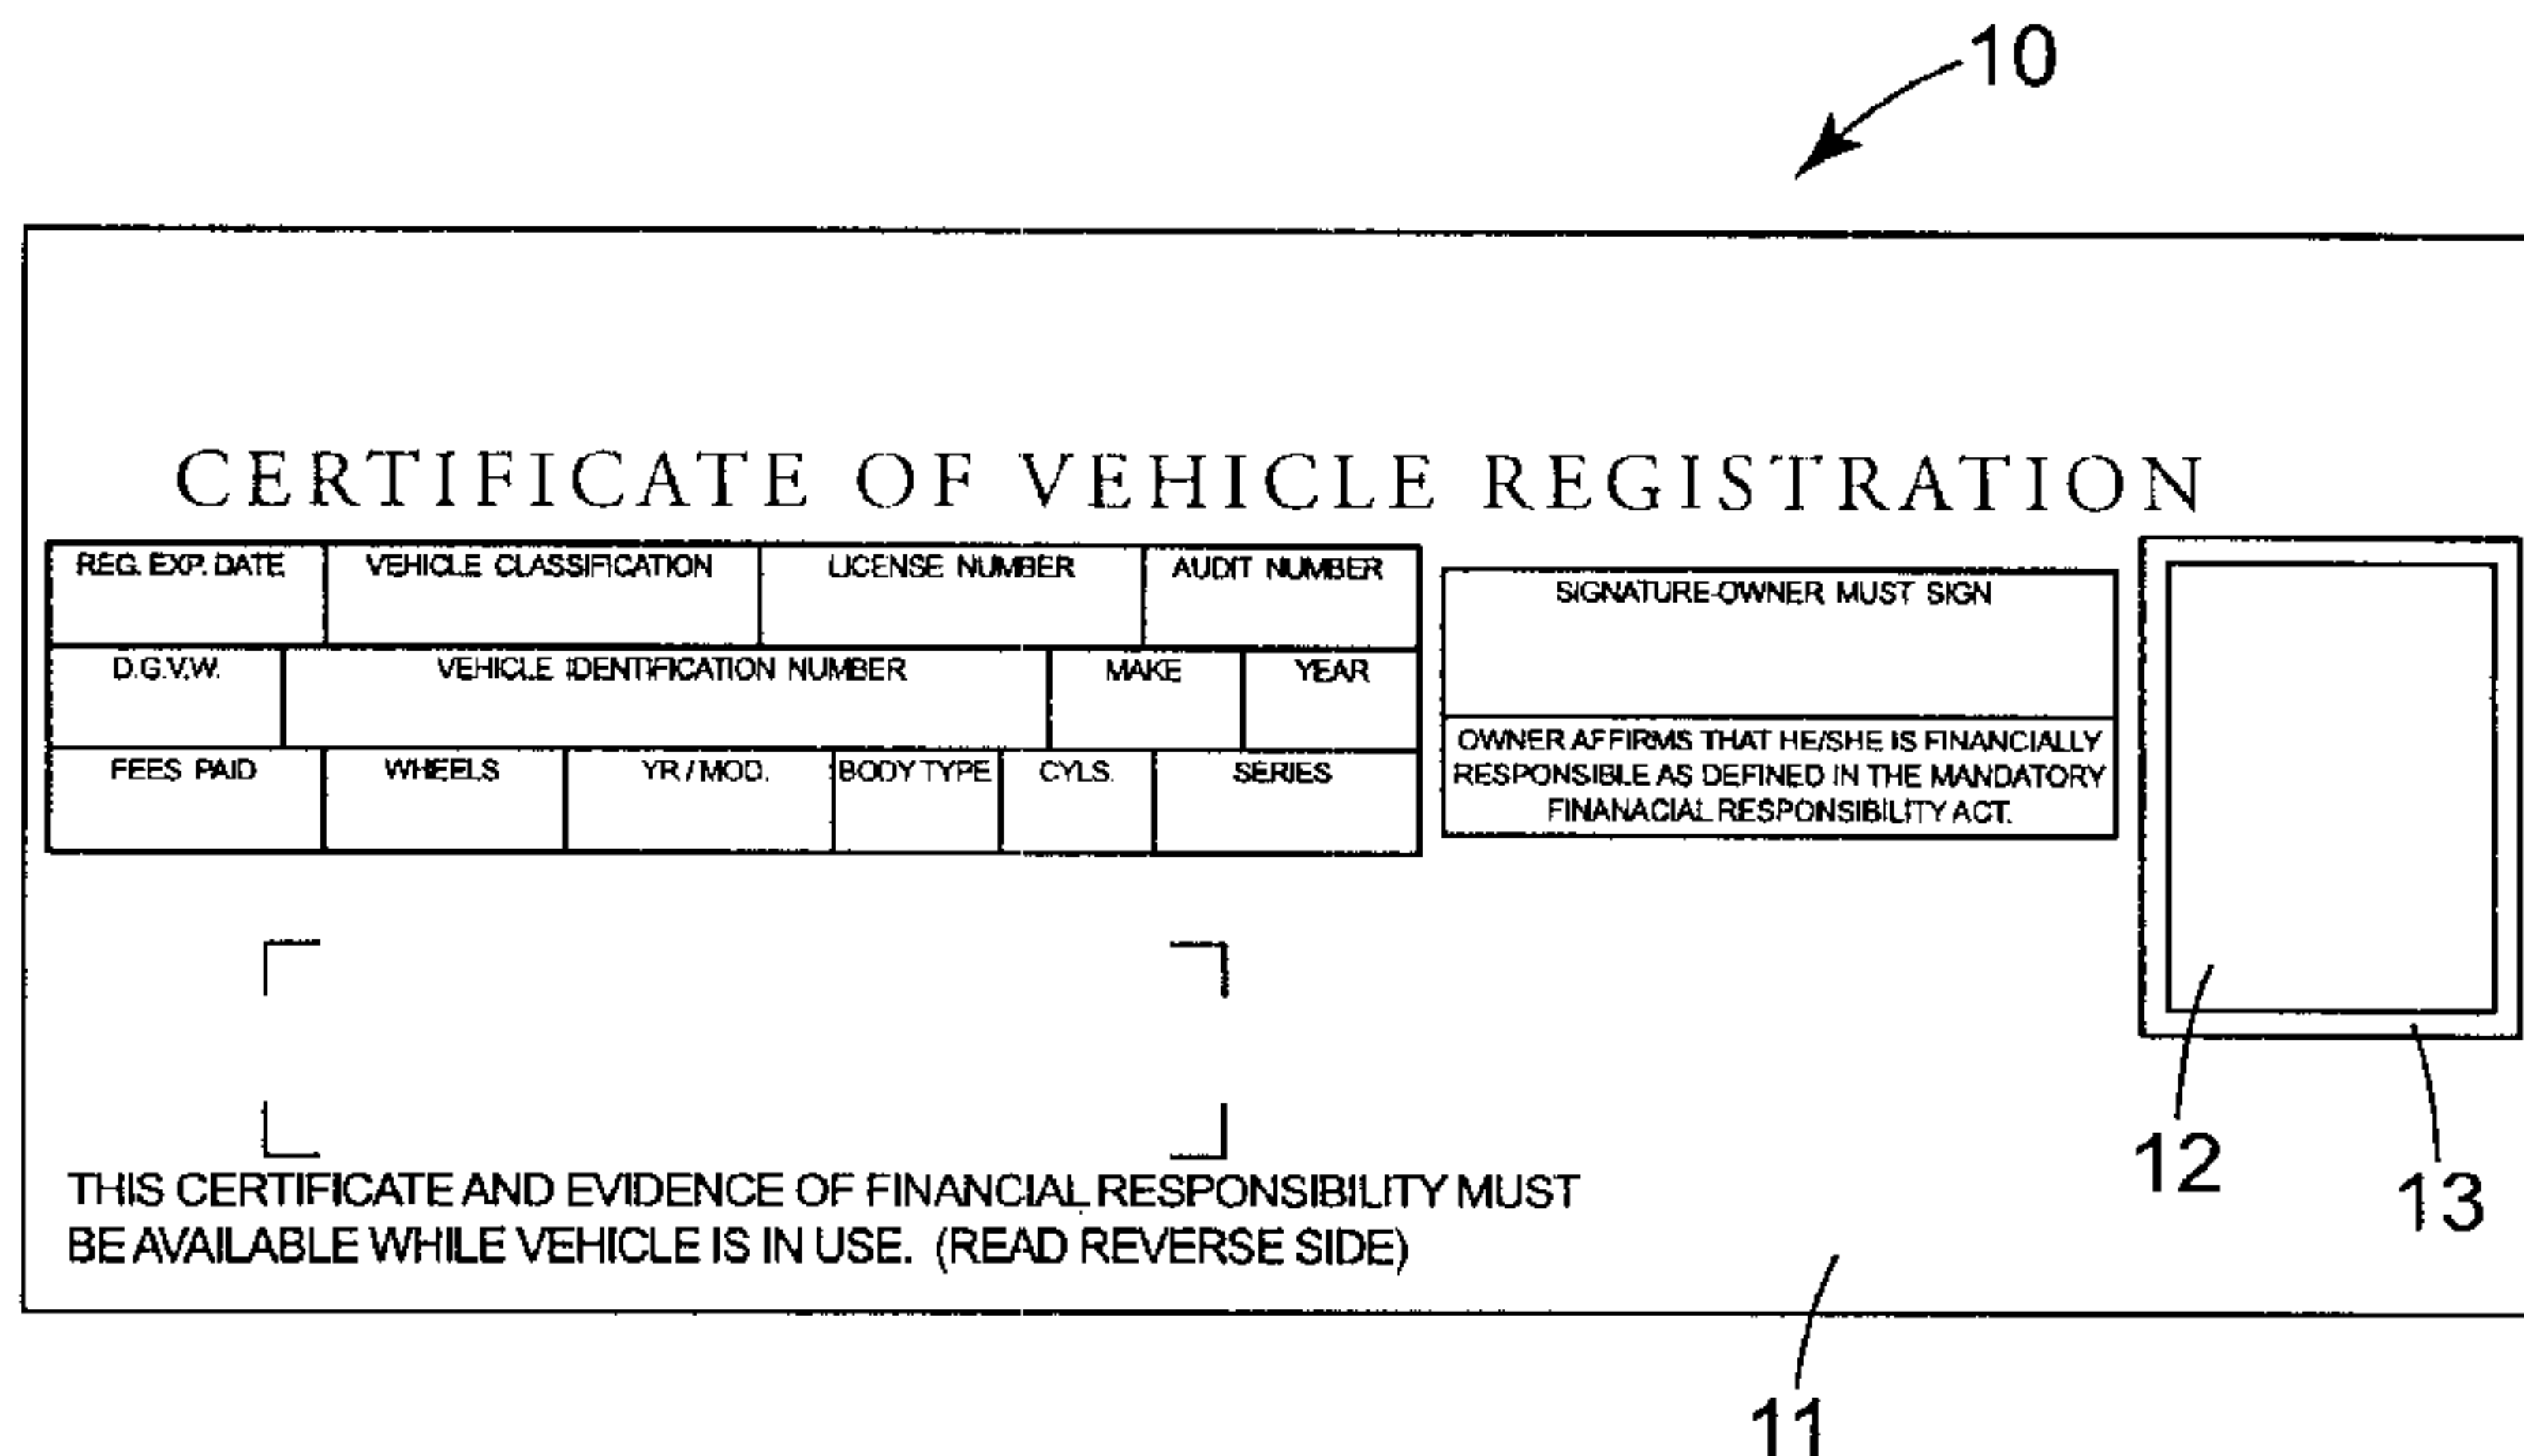 10
CERTIFICATE OF VEHICLE REGISTRATION
REG. EXP. DATE VEHICLE CLASSIFICATION LICENSE NUMBER AUDIT NUMBER
D.G.V.W. VEHICLE IDENTIFICATION NUMBER MAKE YEAR
FEES PAID WHEELS YR / MOD. BODY TYPE CYLS. SERIES
SIGNATURE-OWNER MUST SIGN
OWNER AFFIRMS THAT HE/SHE IS FINANCIALLY
RESPONSIBLE AS DEFINED IN THE MANDATORY
FINANACIAL RESPONSIBILITY ACT.
12
13
THIS CERTIFICATE AND EVIDENCE OF FINANCIAL RESPONSIBILITY MUST
BE AVAILABLE WHILE VEHICLE IS IN USE. (READ REVERSE SIDE)
11